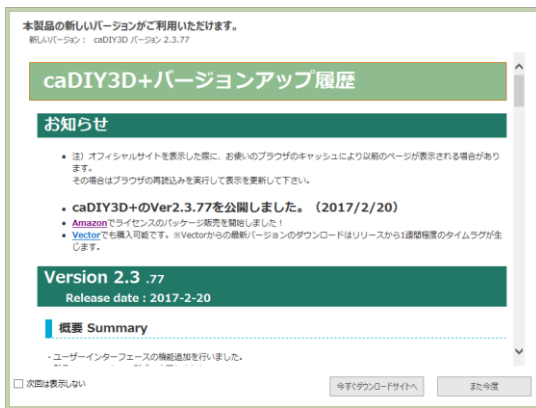 本製品の新しいバージョンがご利用いただけます。
新しいバージョン： caDIY3D バージョン 2.3.77
caDIY3D+バージョンアップ履歴
お知らせ
• 注）オフィシャルサイトを表示した際に、お使いのブラウザのキャッシュにより以前のページが表示される場合があり
ます。
その場合はブラウザの再読込みを実行して表示を更新して下さい。
• caDIY3D+のVer2.3.77を公開しました。（2017/2/20）
• Amazonでライセンスのパッケージ販売を開始しました！
• Vectorでも購入可能です。※Vectorからの最新バージョンのダウンロードはリリースから1週間程度のタイムラグが生
じます。
Version 2.3 .77
Release date : 2017-2-20
概要 Summary
・ユーザーインターフェースの機能追加を行いました。
次回は表示しない
今すぐダウンロードサイトへ
また今度